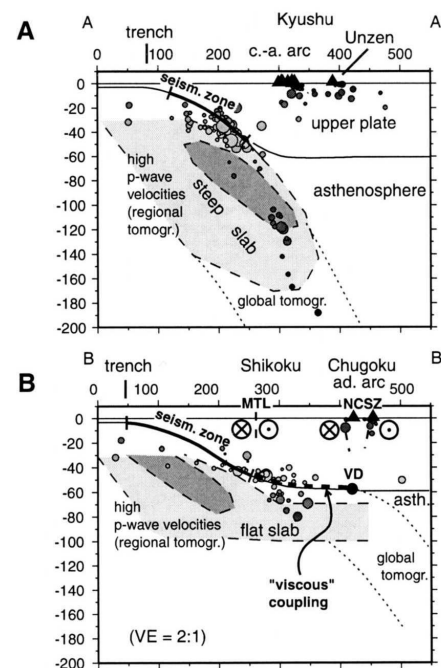 A
A
A
Kyushu
trench
c.-a. arc
Unzen
0
100
200
300
400
500
0
-20
-40
-60
-80
-100
-120
-140
-160
-180
-200
seism. zone
upper plate
high
p-wave
velocities
(regional
tomogr.)
steep
slab
asthenosphere
global tomogr.
B
B
B
trench
Shikoku
Chugoku
ad. arc
0
100
200
300
400
500
MTL
NCSZ
0
-20
-40
-60
-80
-100
-120
-140
-160
-180
-200
seism. zone
VD
high
p-wave velocities
(regional tomogr.)
flat slab
asth.
global
tomogr.
"viscous"
coupling
(VE = 2:1)